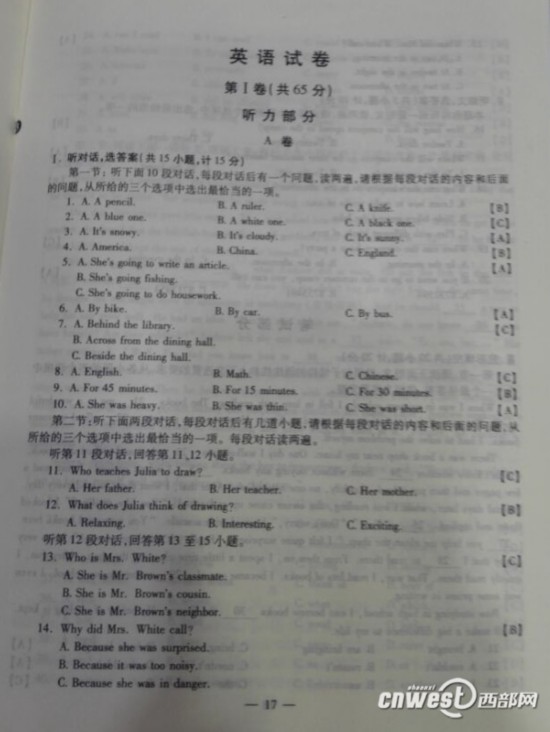 英语试卷
第Ⅰ卷(共65分)
听力部分
A 卷
1. 听对话,选答案(共15小题,计15分)
第一节:听下面10段对话,每段对话后有一个问题,读两遍,请根据每段对话的内容和后面
的问题,从所给的三个选项中选出最恰当的一项。
1. A. A pencil. B. A ruler. C. A knife. 【B】
2. A. A blue one. B. A white one. C. A black one. 【C】
3. A. It's snowy. B. It's cloudy. C. It's sunny. 【A】
4. A. America. B. China. C. England. 【B】
5. A. She's going to write an article. 【A】
B. She's going fishing.
C. She's going to do housework.
6. A. By bike. B. By car. C. By bus. 【A】
7. A. Behind the library. 【C】
B. Across from the dining hall.
C. Beside the dining hall.
8. A. English. B. Math. C. Chinese. 【C】
9. A. For 45 minutes. B. For 15 minutes. C. For 30 minutes. 【B】
10. A. She was heavy. B. She was thin. C. She was short. 【A】
第二节:听下面两段对话,每段对话后有几道小题,请根据每段对话的内容和后面的问题,从
所给的三个选项中选出最恰当的一项。每段对话读两遍。
听第11段对话,回答第11、12小题。
11. Who teaches Julia to draw? 【C】
A. Her father. B. Her teacher. C. Her mother.
12. What does Julia think of drawing? 【B】
A. Relaxing. B. Interesting. C. Exciting.
听第12段对话,回答第13至15小题。
13. Who is Mrs. White? 【C】
A. She is Mr. Brown's classmate.
B. She is Mr. Brown's cousin.
C. She is Mr. Brown's neighbor.
14. Why did Mrs. White call? 【B】
A. Because she was surprised.
B. Because it was too noisy.
C. Because she was in danger.
— 17 —
cnwest西部网